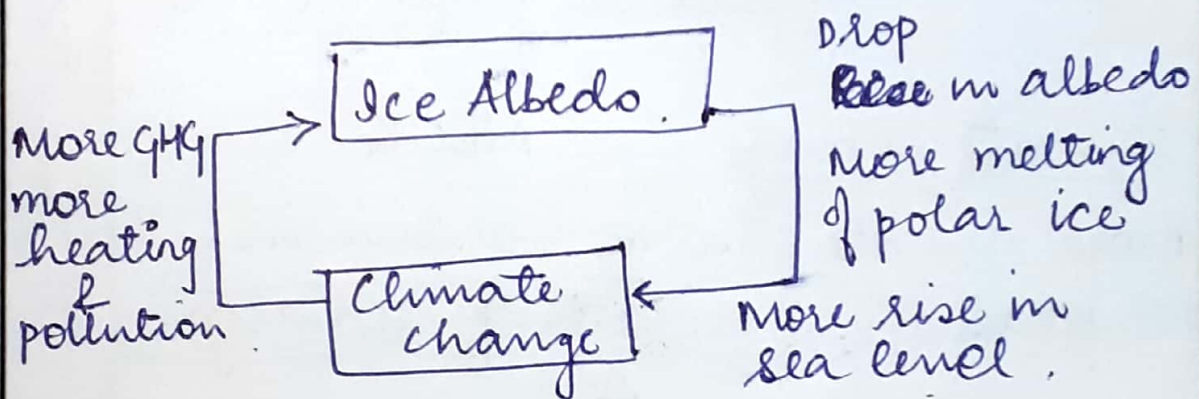 Ice Albedo.
Drop
in albedo
More melting
of polar ice
More rise in
sea level.
Climate
change
More GHG
more
heating
&
pollution